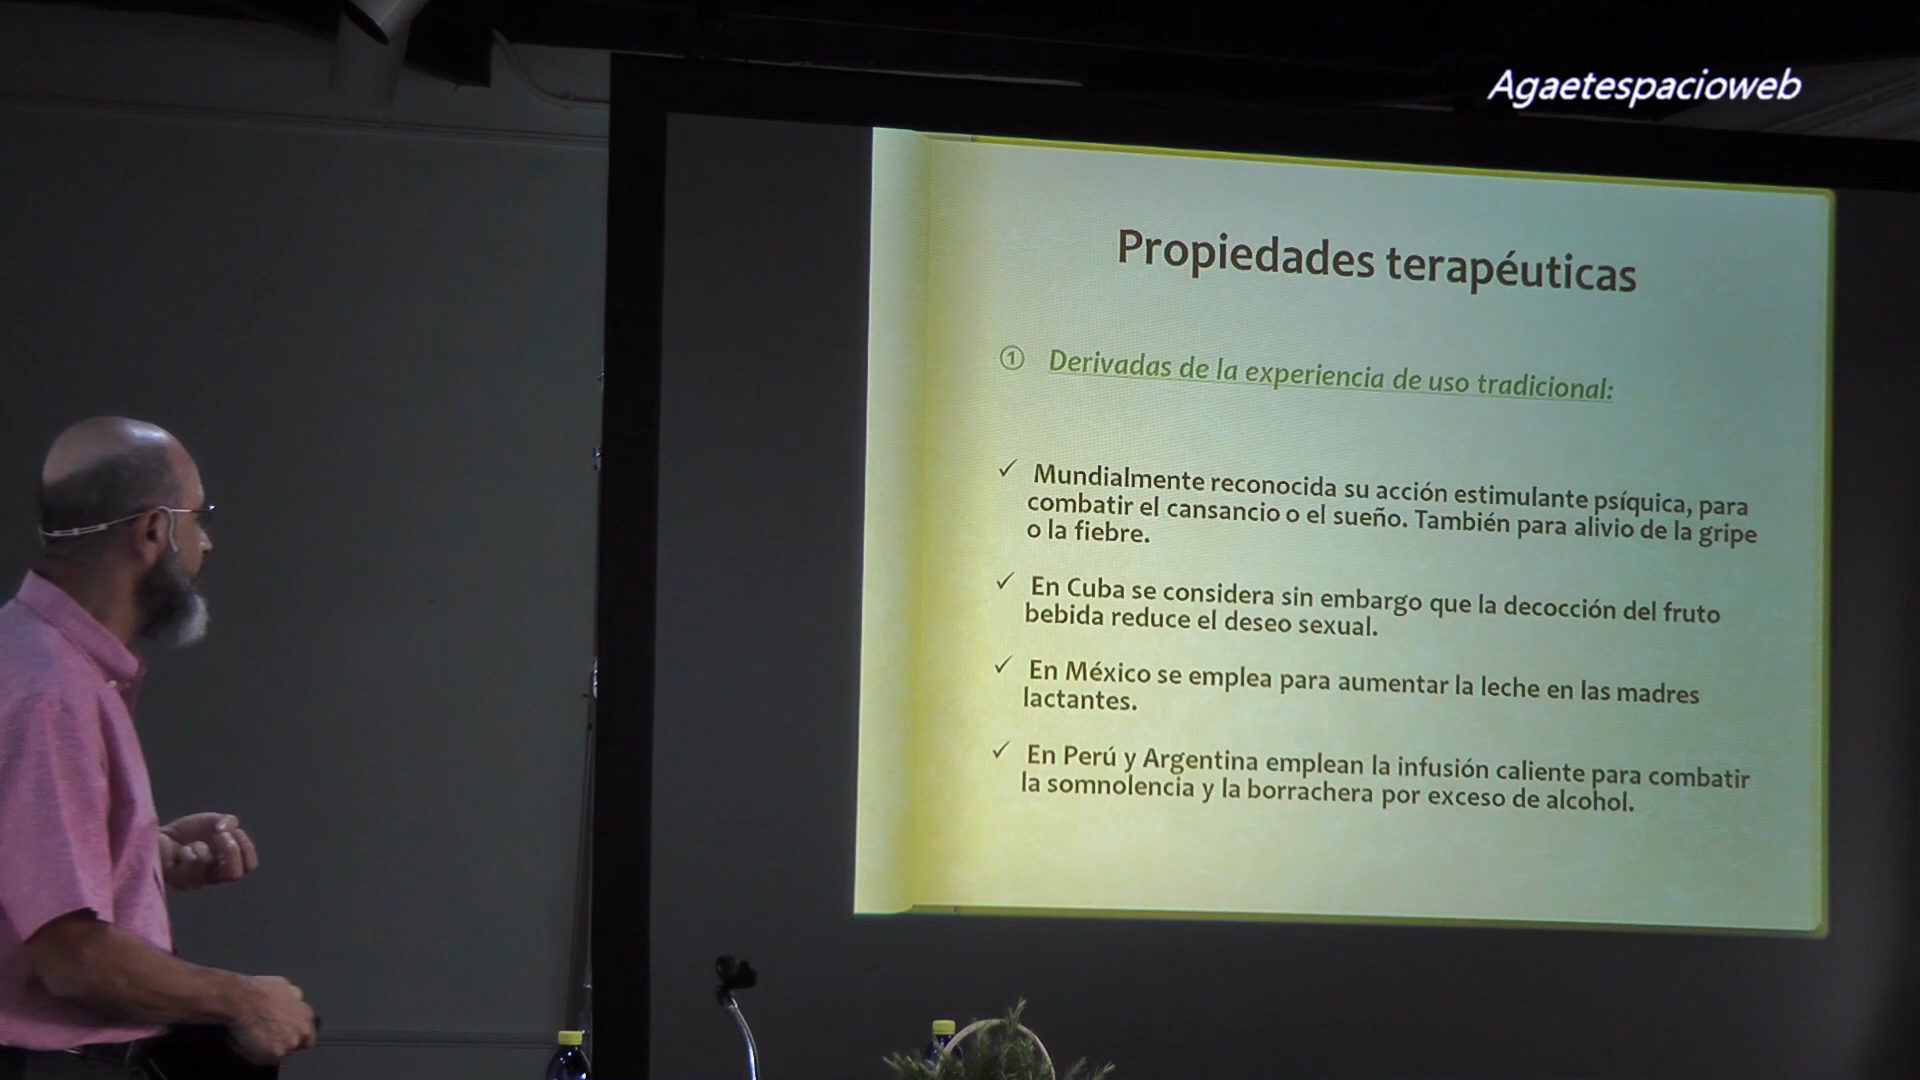 Agaetespacioweb
Propiedades terapéuticas
① Derivadas de la experiencia de uso tradicional:
✓ Mundialmente reconocida su acción estimulante psíquica, para
combatir el cansancio o el sueño. También para alivio de la gripe
o la fiebre.
✓ En Cuba se considera sin embargo que la decocción del fruto
bebida reduce el deseo sexual.
✓ En México se emplea para aumentar la leche en las madres
lactantes.
✓ En Perú y Argentina emplean la infusión caliente para combatir
la somnolencia y la borrachera por exceso de alcohol.